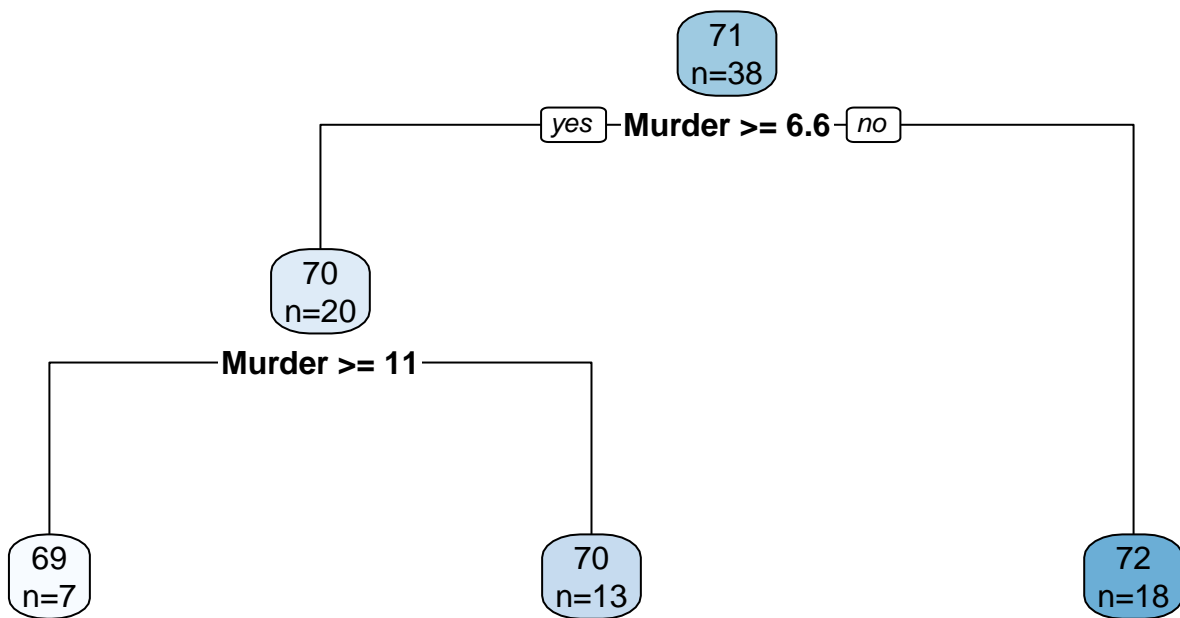 71
n=38
yes Murder >= 6.6 no
70
n=20
Murder >= 11
69
n=7
70
n=13
72
n=18